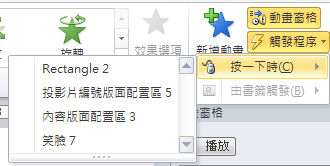 動畫窗格
觸發程序
旋轉
效果選項
新增動畫
按一下時(C)
由書籤觸發(B)
Rectangle 2
投影片編號版面配置區 5
內容版面配置區 3
笑臉 7
窗格
播放